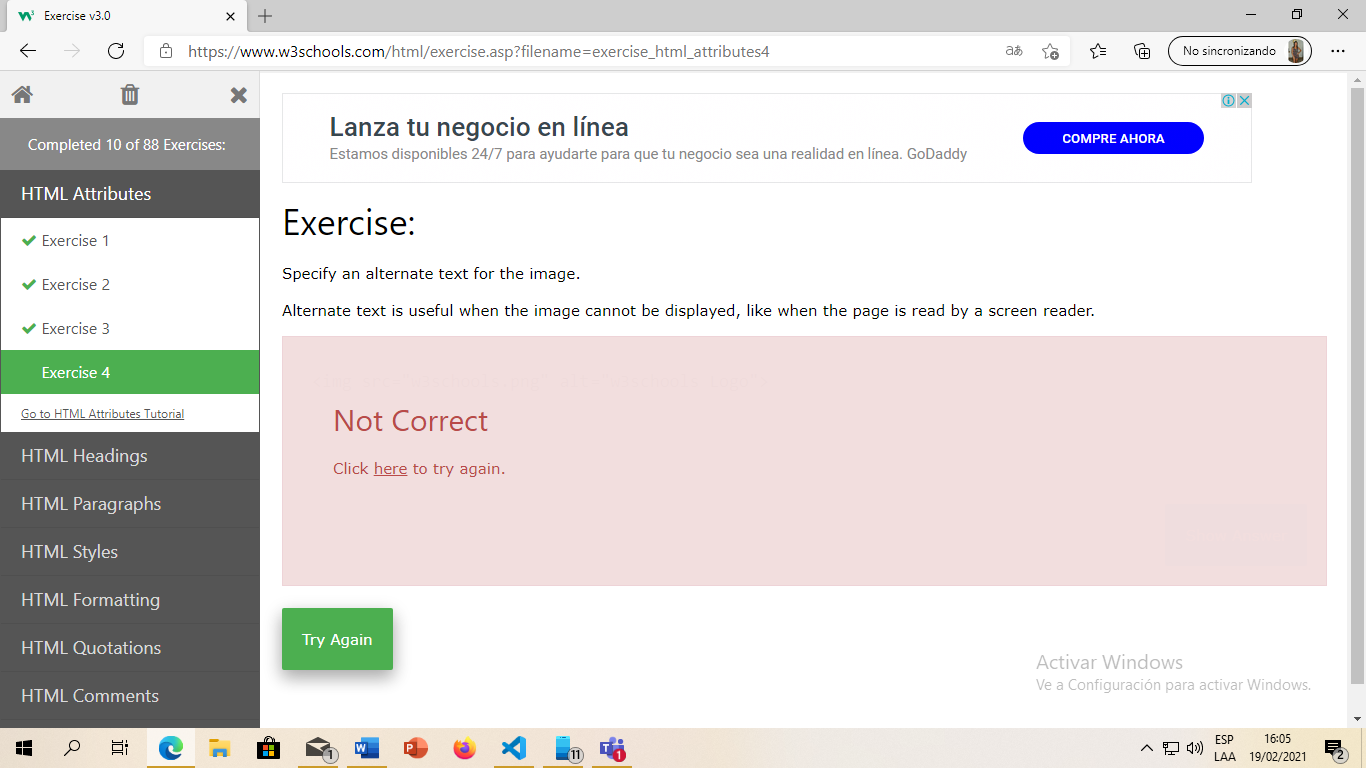 Exercise v3.0
https://www.w3schools.com/html/exercise.asp?filename=exercise_html_attributes4
No sincronizando
Completed 10 of 88 Exercises:
HTML Attributes
Exercise 1
Exercise 2
Exercise 3
Exercise 4
Go to HTML Attributes Tutorial
HTML Headings
HTML Paragraphs
HTML Styles
HTML Formatting
HTML Quotations
HTML Comments
Lanza tu negocio en línea
Estamos disponibles 24/7 para ayudarte para que tu negocio sea una realidad en línea. GoDaddy
COMPRE AHORA
Exercise:
Specify an alternate text for the image.
Alternate text is useful when the image cannot be displayed, like when the page is read by a screen reader.
Not Correct
Click here to try again.
Try Again
Activar Windows
Ve a Configuración para activar Windows.
1
11
1
ESP
LAA
16:05
19/02/2021
2